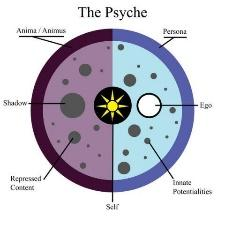 The Psyche
Anima / Animus
Persona
Shadow
Ego
Repressed
Content
Innate
Potentialities
Self